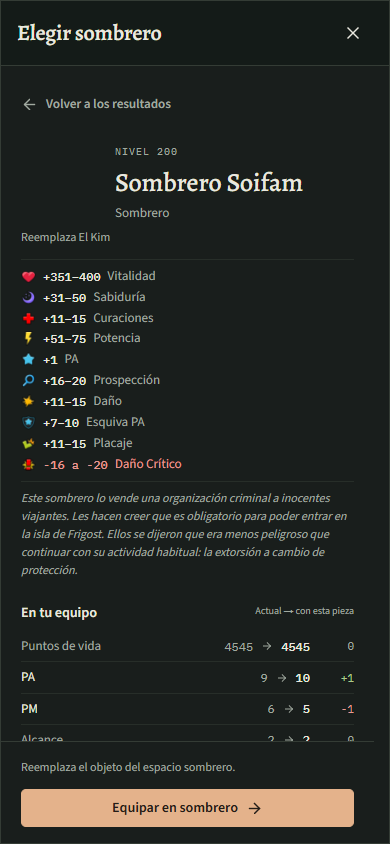 Elegir sombrero
Volver a los resultados
NIVEL 200
Sombrero Soifam
Sombrero
Reemplaza El Kim
+351–400 Vitalidad
+31–50 Sabiduría
+11–15 Curaciones
+51–75 Potencia
+1 PA
+16–20 Prospección
+11–15 Daño
+7–10 Esquiva PA
+11–15 Placaje
-16 a -20 Daño Crítico
Este sombrero lo vende una organización criminal a inocentes
viajantes. Les hacen creer que es obligatorio para poder entrar en
la isla de Frigost. Ellos se dijeron que era menos peligroso que
continuar con su actividad habitual: la extorsión a cambio de
protección.
En tu equipo Actual → con esta pieza
Puntos de vida 4545 → 4545 0
PA 9 → 10 +1
PM 6 → 5 -1
Alcance 2 → 2 0
Reemplaza el objeto del espacio sombrero.
Equipar en sombrero →